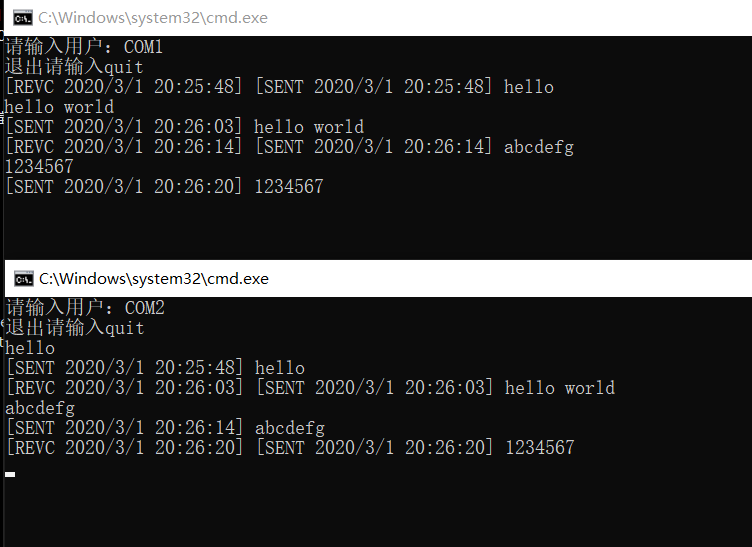 C:\Windows\system32\cmd.exe
请输入用户：COM1
退出请输入quit
[REVC 2020/3/1 20:25:48] [SENT 2020/3/1 20:25:48] hello
hello world
[SENT 2020/3/1 20:26:03] hello world
[REVC 2020/3/1 20:26:14] [SENT 2020/3/1 20:26:14] abcdefg
1234567
[SENT 2020/3/1 20:26:20] 1234567
C:\Windows\system32\cmd.exe
请输入用户：COM2
退出请输入quit
hello
[SENT 2020/3/1 20:25:48] hello
[REVC 2020/3/1 20:26:03] [SENT 2020/3/1 20:26:03] hello world
abcdefg
[SENT 2020/3/1 20:26:14] abcdefg
[REVC 2020/3/1 20:26:20] [SENT 2020/3/1 20:26:20] 1234567